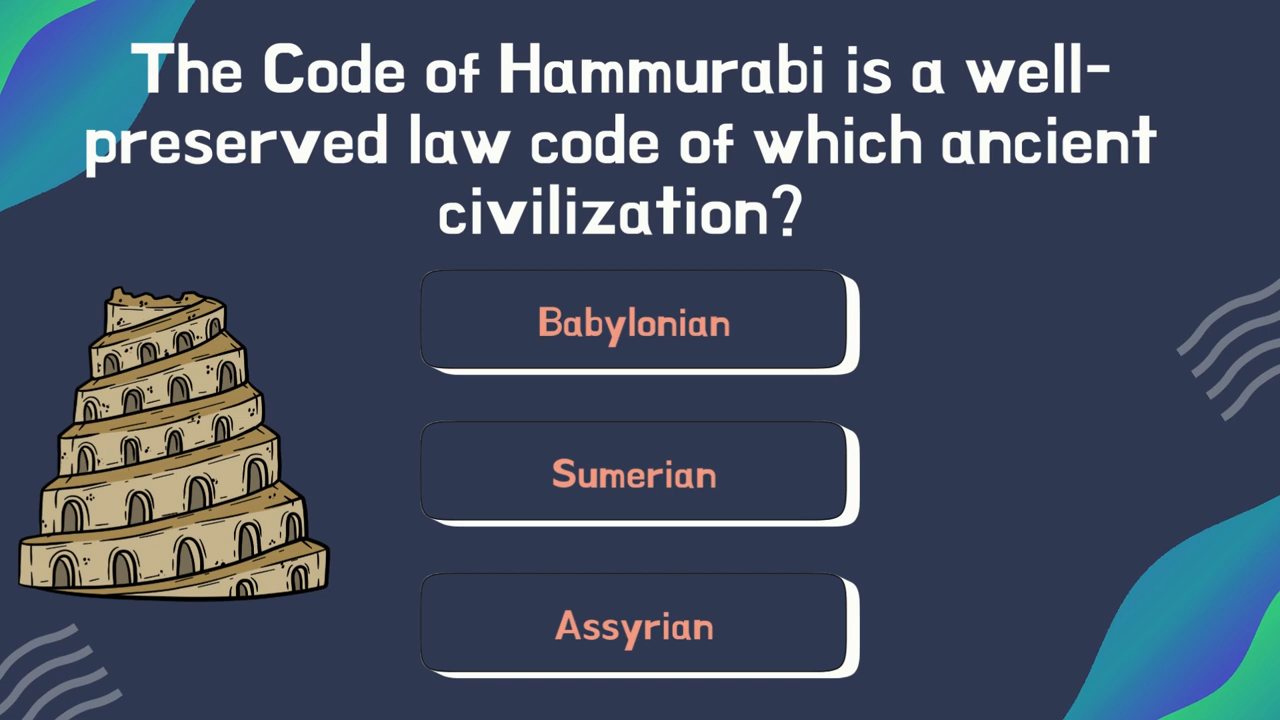 The Code of Hammurabi is a well-
preserved law code of which ancient
civilization?
Babylonian
Sumerian
Assyrian